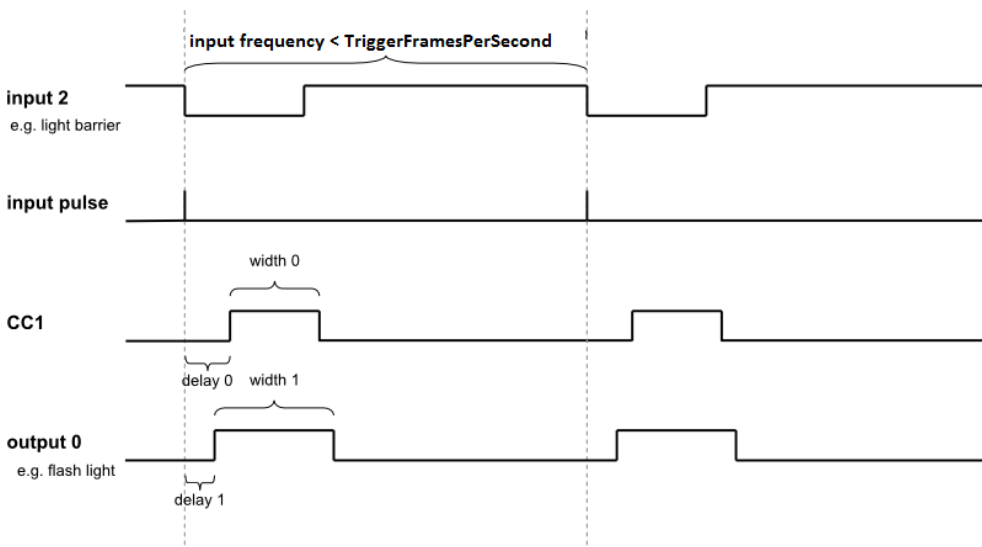 input frequency < TriggerFramesPerSecond
input 2
e.g. light barrier
input pulse
width 0
CC1
delay 0
width 1
output 0
e.g. flash light
delay 1